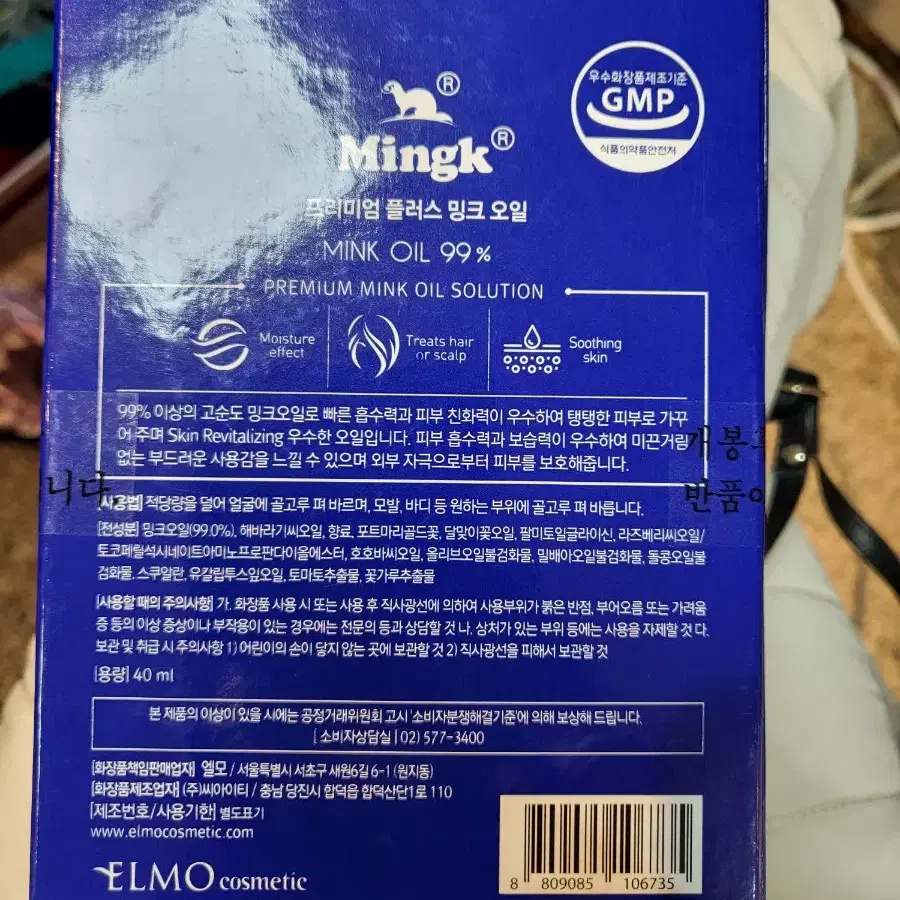 우수화장품제조기준
GMP
식품의약품안전처
Mingk®
프리미엄 플러스 밍크 오일
MINK OIL 99%
PREMIUM MINK OIL SOLUTION
Moisture effect
Treats hair or scalp
Soothing skin
99% 이상의 고순도 밍크오일로 빠른 흡수력과 피부 친화력이 우수하여 탱탱한 피부로 가꾸
어 주며 Skin Revitalizing 우수한 오일입니다. 피부 흡수력과 보습력이 우수하여 미끈거림
없는 부드러운 사용감을 느낄 수 있으며 외부 자극으로부터 피부를 보호해줍니다.
개봉
니다.
반품이
[사용법] 적당량을 덜어 얼굴에 골고루 펴 바르며, 모발, 바디 등 원하는 부위에 골고루 펴 바릅니다.
[전성분] 밍크오일(99.0%), 해바라기씨오일, 향료, 포트마리골드꽃, 달맞이꽃오일, 팔미토일글라이신, 라즈베리씨오일/
토코페릴석시네이트아미노프로판다이올에스터, 호호바씨오일, 올리브오일불검화물, 밀배아오일불검화물, 돌콩오일불
검화물, 스쿠알란, 유칼립투스잎오일, 토마토추출물, 꽃가루추출물
[사용할 때의 주의사항] 가. 화장품 사용 시 또는 사용 후 직사광선에 의하여 사용부위가 붉은 반점, 부어오름 또는 가려움
증 등의 이상 증상이나 부작용이 있는 경우에는 전문의 등과 상담할 것 나. 상처가 있는 부위 등에는 사용을 자제할 것 다.
보관 및 취급 시 주의사항 1) 어린이의 손이 닿지 않는 곳에 보관할 것 2) 직사광선을 피해서 보관할 것
[용량] 40 ml
본 제품의 이상이 있을 시에는 공정거래위원회 고시 '소비자분쟁해결기준'에 의해 보상해 드립니다.
[소비자상담실 | 02) 577-3400
[화장품책임판매업자] 엘모 / 서울특별시 서초구 새원6길 6-1 (원지동)
[화장품제조업자] (주)씨아이티 / 충남 당진시 합덕읍 합덕산단1로 110
[제조번호/사용기한] 별도표기
www.elmocosmetic.com
ELMO cosmetic
8 809085 106735